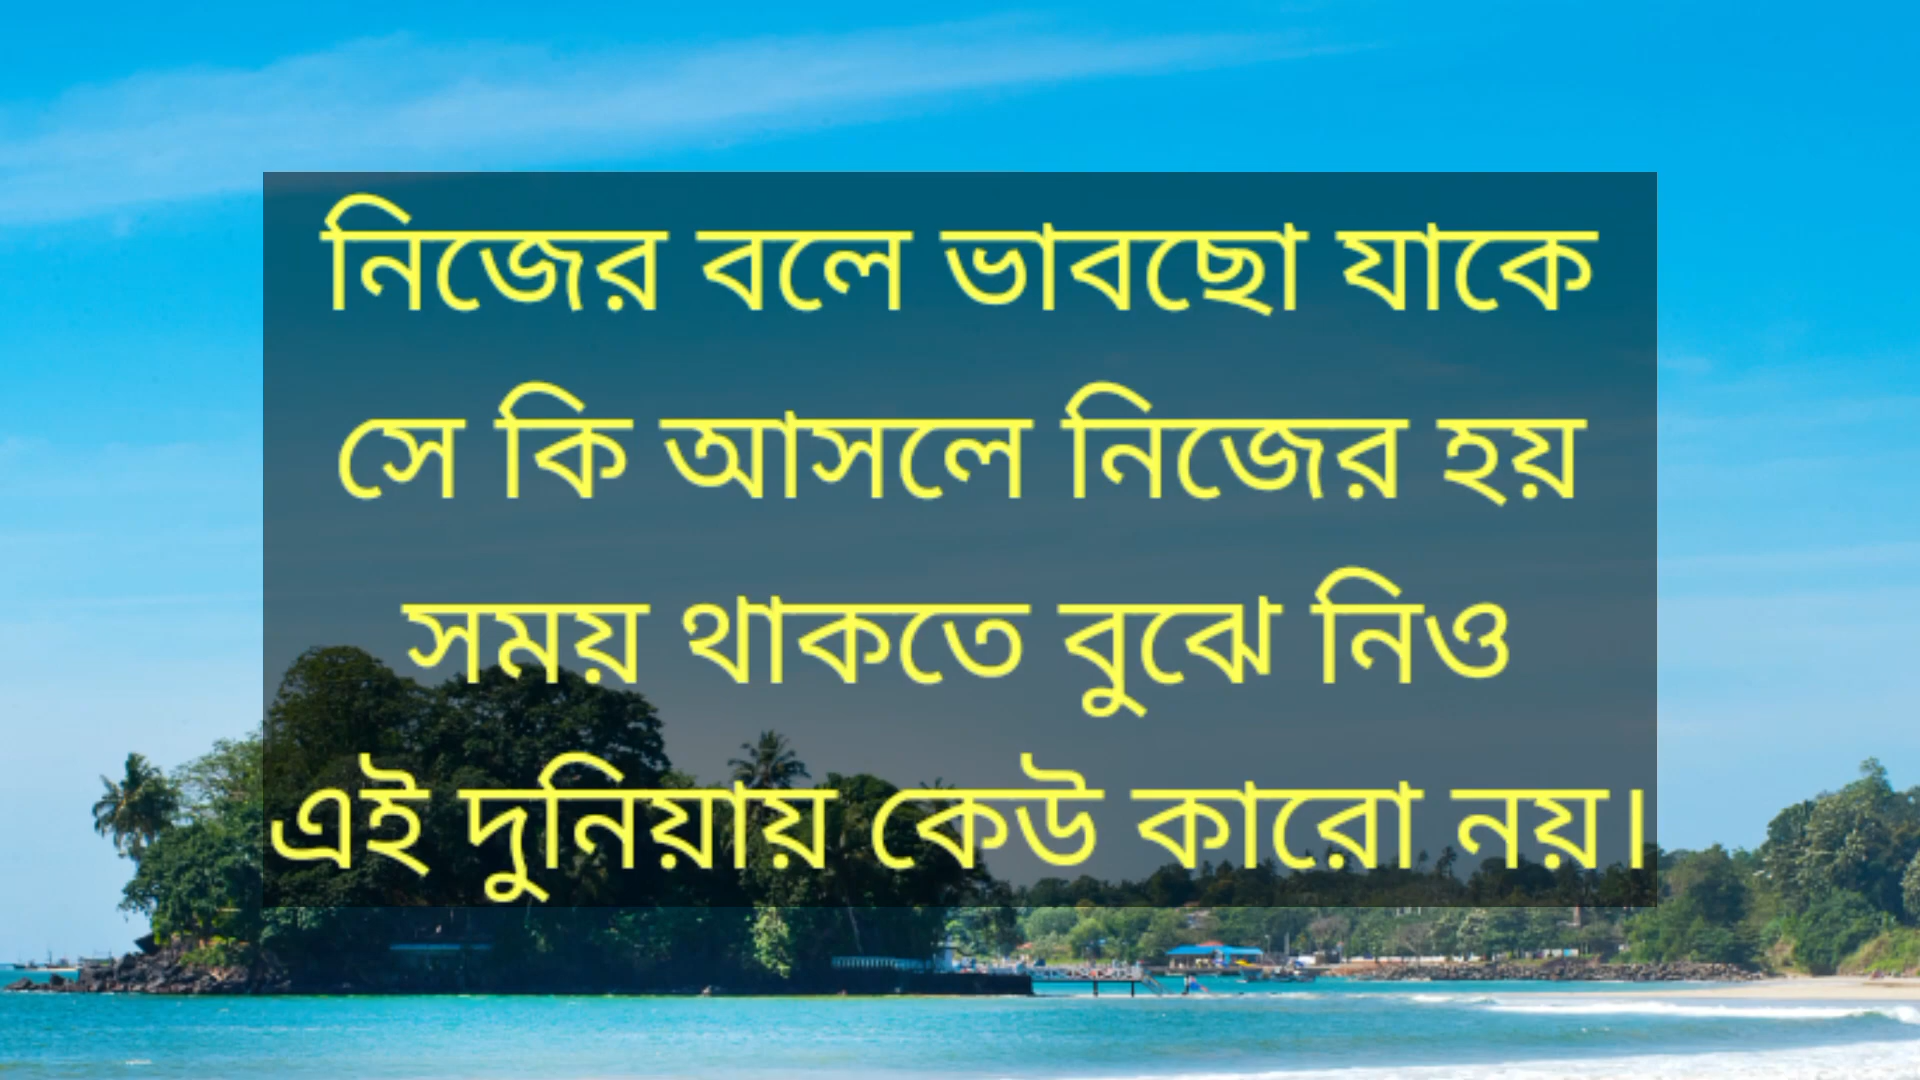 নিজের বলে ভাবছো যাকে
সে কি আসলে নিজের হয়
সময় থাকতে বুঝে নিও
এই দুনিয়ায় কেউ কারো নয়।